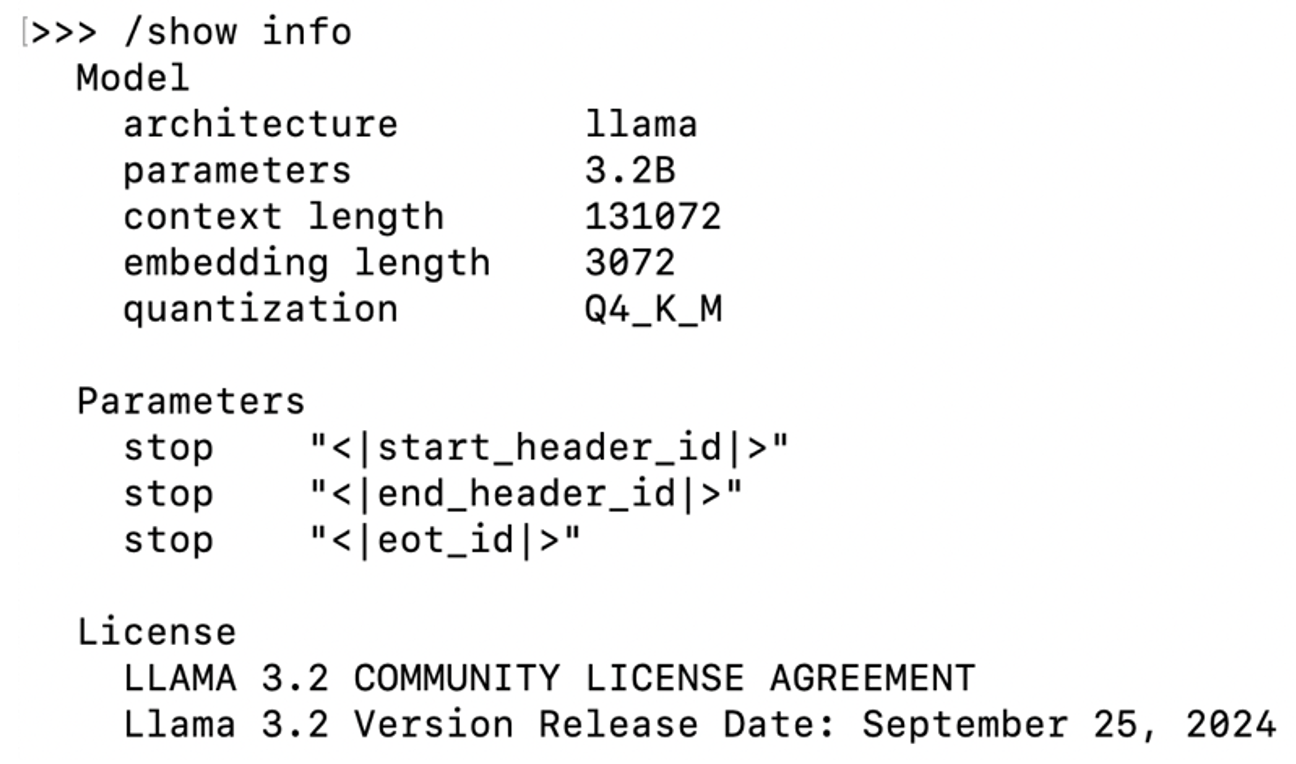 >>> /show info
Model
architecture llama
parameters 3.2B
context length 131072
embedding length 3072
quantization Q4_K_M
Parameters
stop "<|start_header_id|>"
stop "<|end_header_id|>"
stop "<|eot_id|>"
License
LLAMA 3.2 COMMUNITY LICENSE AGREEMENT
Llama 3.2 Version Release Date: September 25, 2024